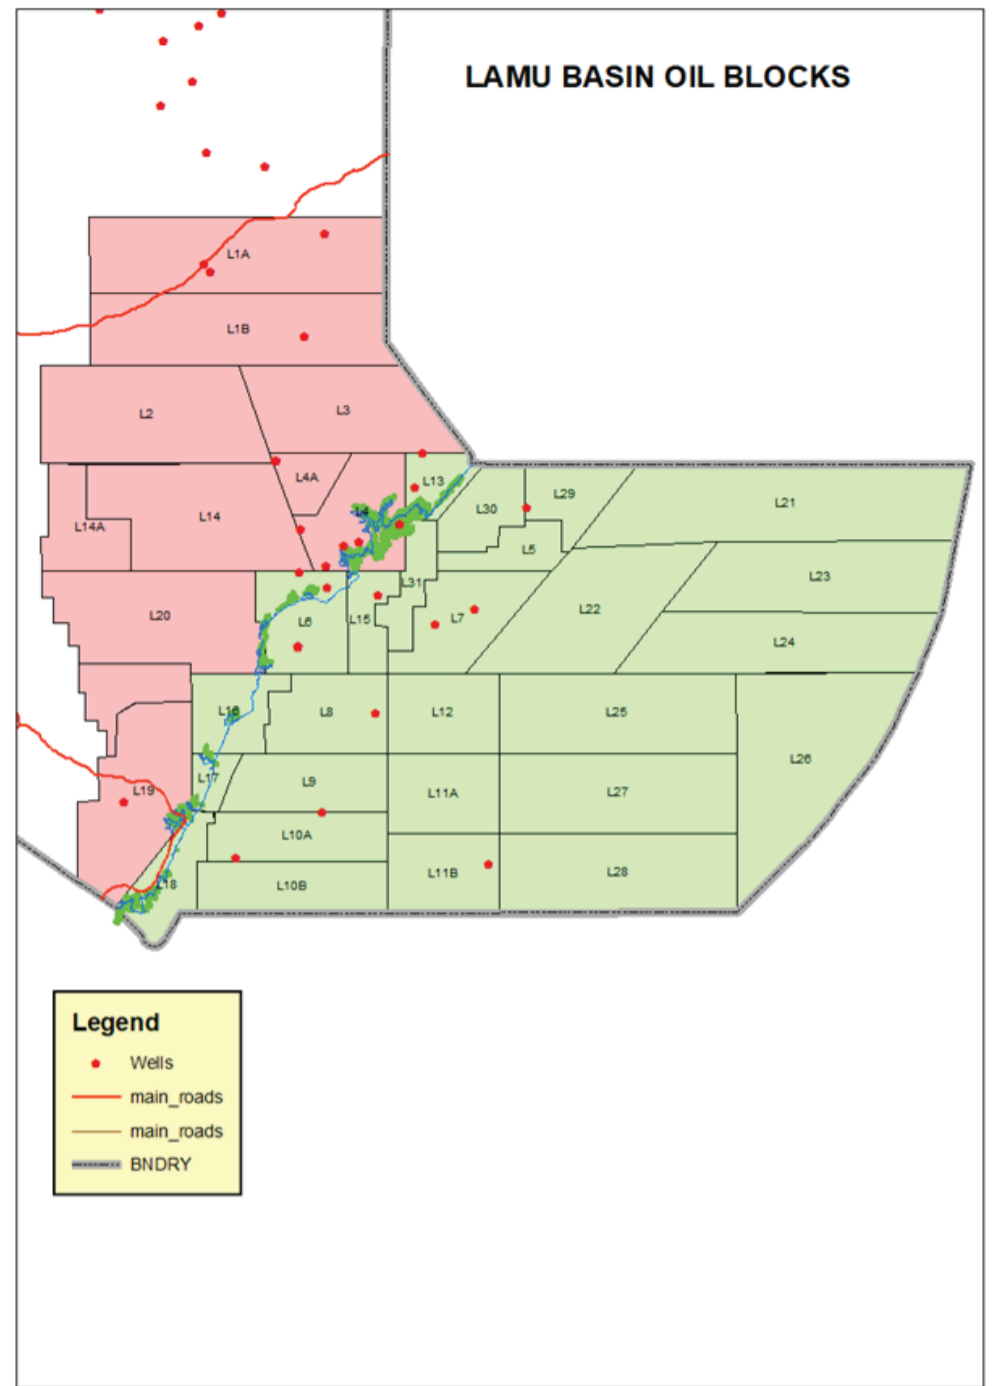 LAMU BASIN OIL BLOCKS
L1A
L1B
L2
L3
L4A
L13
L30
L29
L21
L14A
L14
L4
L5
L31
L23
L20
L6
L15
L7
L22
L24
L16
L8
L12
L25
L26
L17
L19
L9
L11A
L27
L10A
L18
L10B
L11B
L28
Legend
Wells
main_roads
main_roads
BNDRY